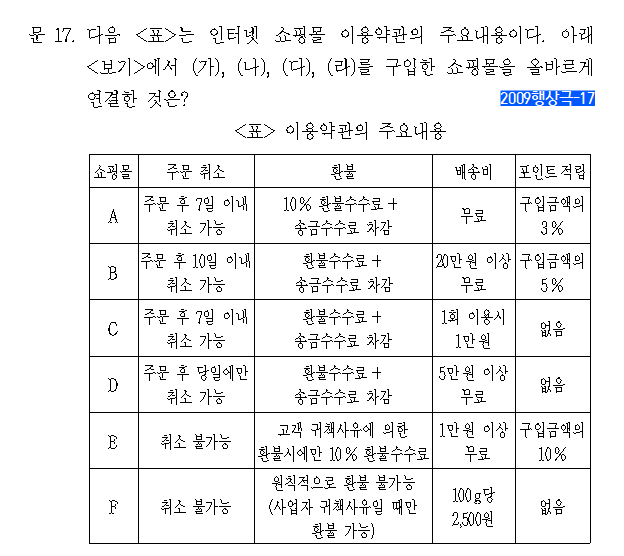 문 17. 다음 <표>는 인터넷 쇼핑몰 이용약관의 주요내용이다. 아래
<보기>에서 (가), (나), (다), (라)를 구입한 쇼핑몰을 올바르게
연결한 것은?
2009행상극-17
<표> 이용약관의 주요내용
쇼핑몰 주문 취소 환불 배송비 포인트 적립
A 주문 후 7일 이내 취소 가능 10% 환불수수료 + 송금수수료 차감 무료 구입금액의 3%
B 주문 후 10일 이내 취소 가능 환불수수료 + 송금수수료 차감 20만원 이상 무료 구입금액의 5%
C 주문 후 7일 이내 취소 가능 환불수수료 + 송금수수료 차감 1회 이용시 1만원 없음
D 주문 후 당일에만 취소 가능 환불수수료 + 송금수수료 차감 5만원 이상 무료 없음
E 취소 불가능 고객 귀책사유에 의한 환불시에만 10% 환불수수료 1만원 이상 무료 구입금액의 10%
F 취소 불가능 원칙적으로 환불 불가능 (사업자 귀책사유일 때만 환불 가능) 100g당 2,500원 없음